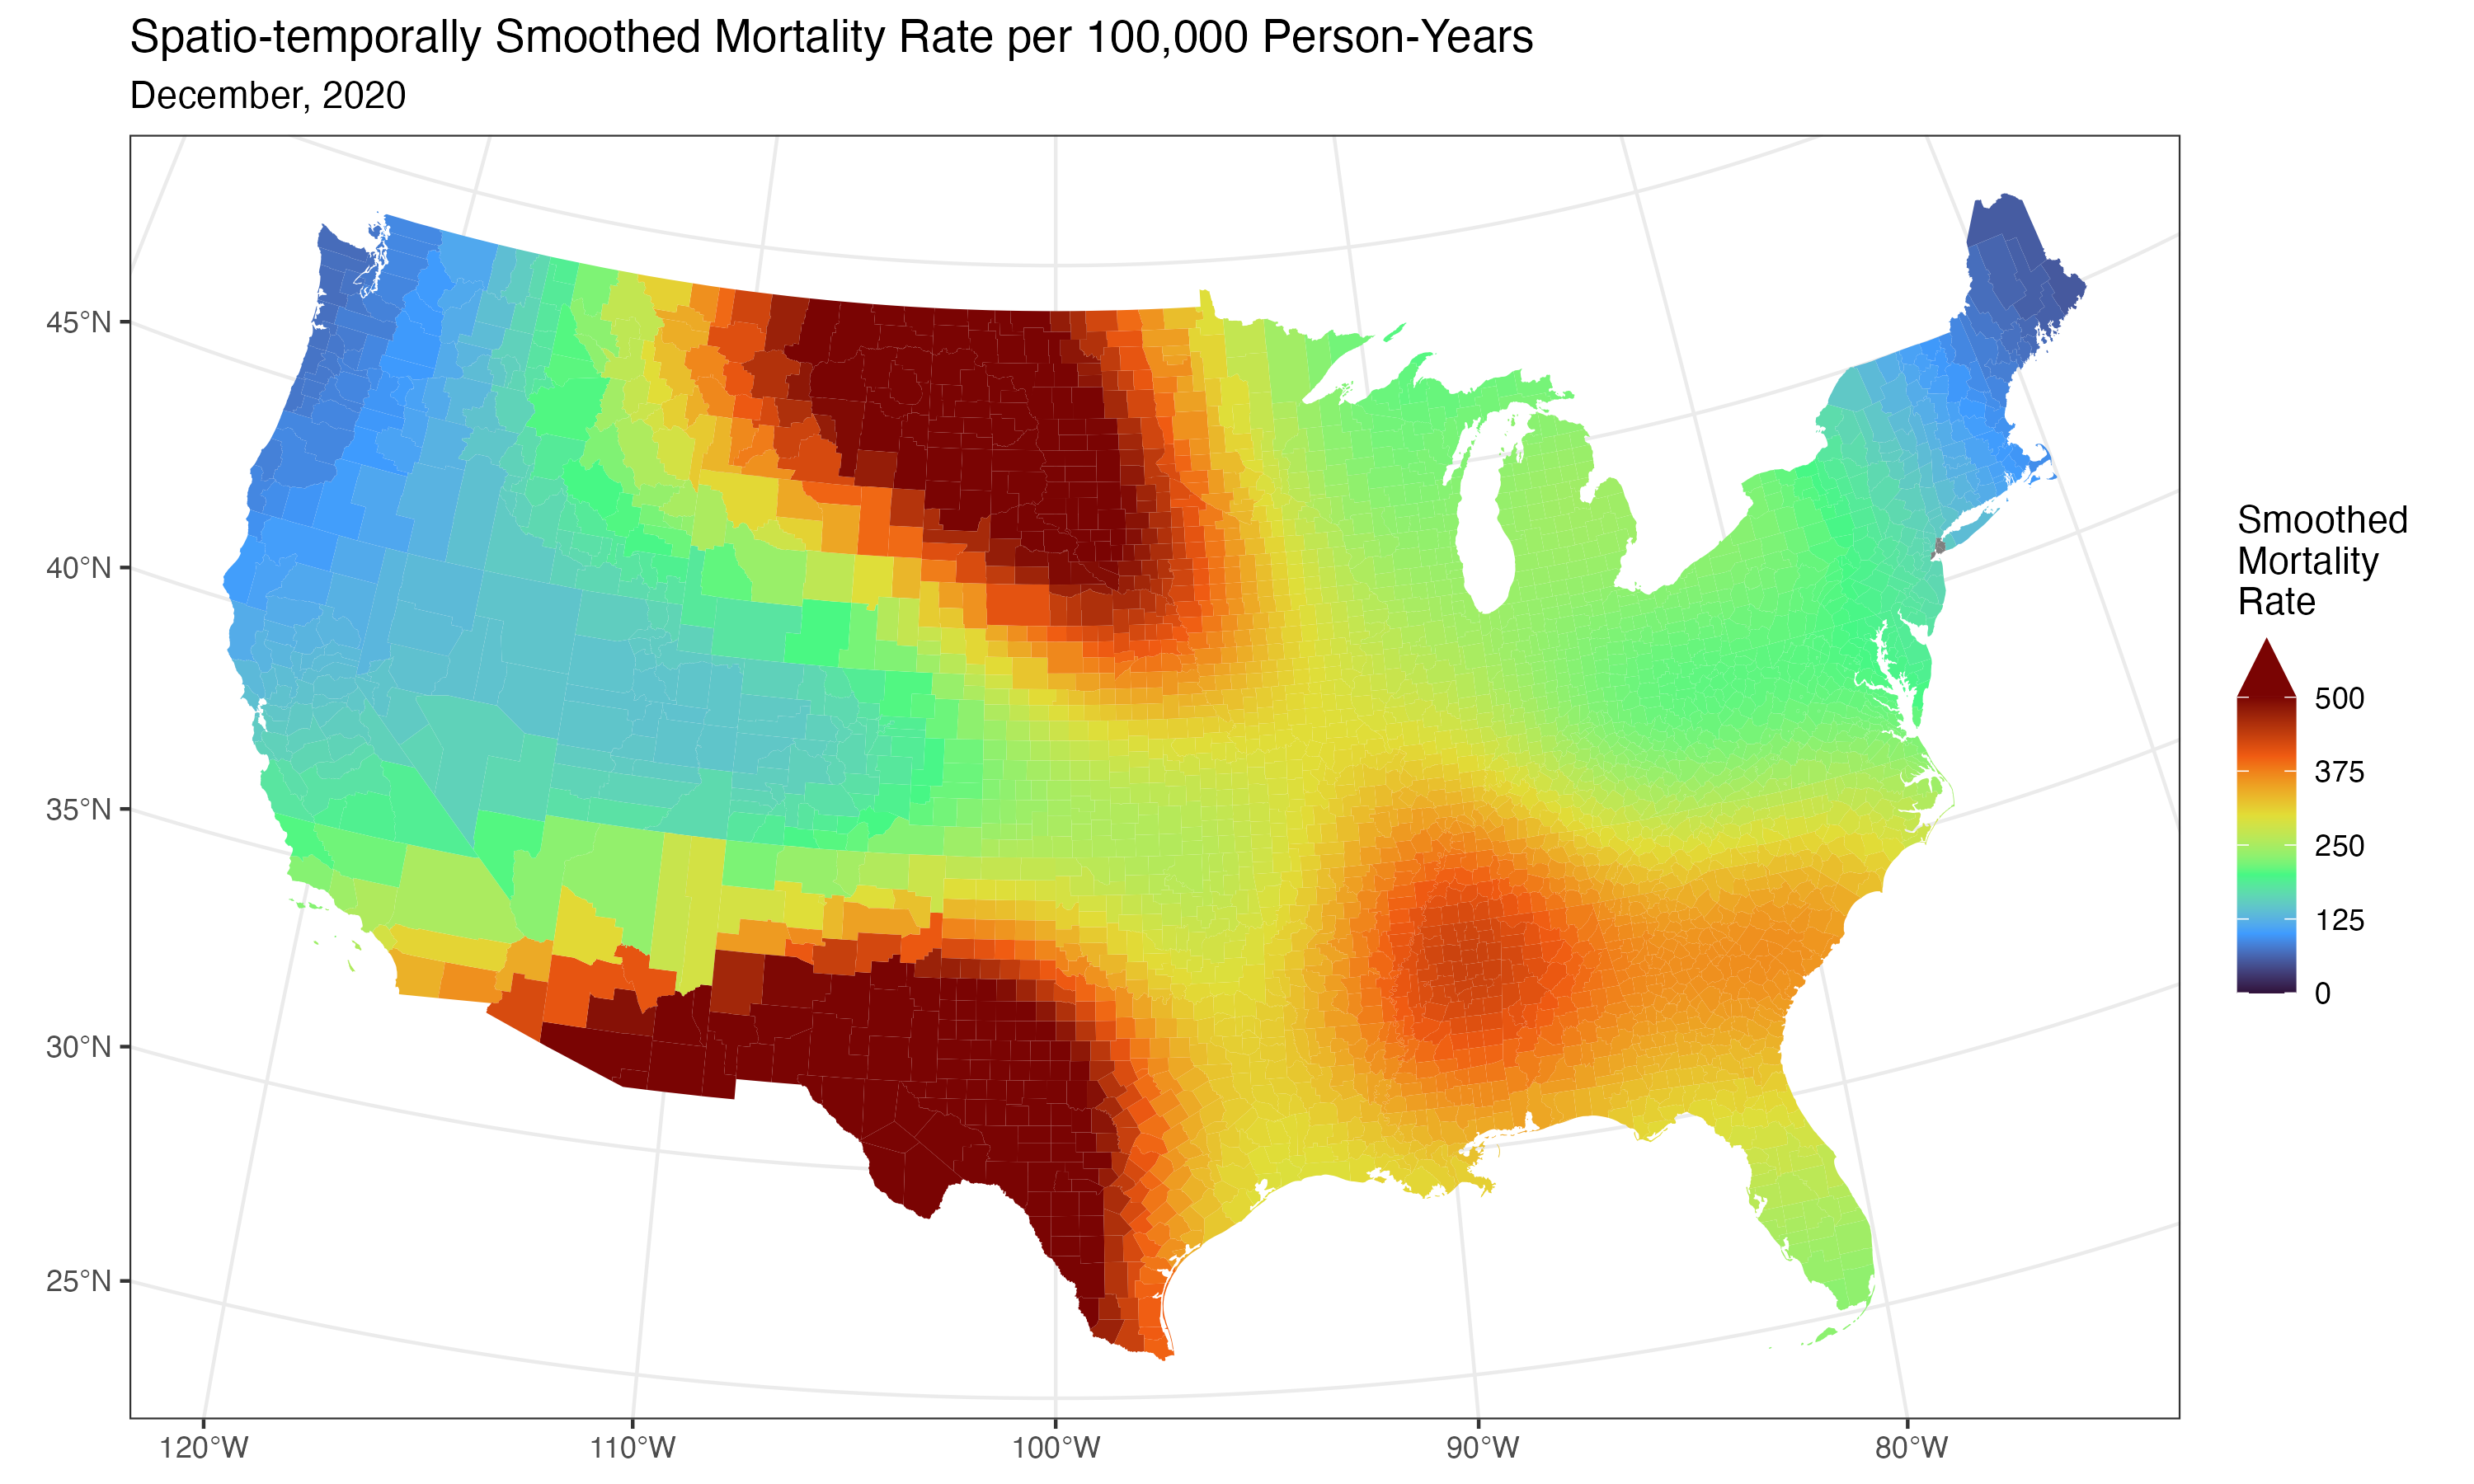 Spatio-temporally Smoothed Mortality Rate per 100,000 Person-Years
December, 2020
45°N
40°N
35°N
30°N
25°N
120°W
110°W
100°W
90°W
80°W
Smoothed
Mortality
Rate
500
375
250
125
0